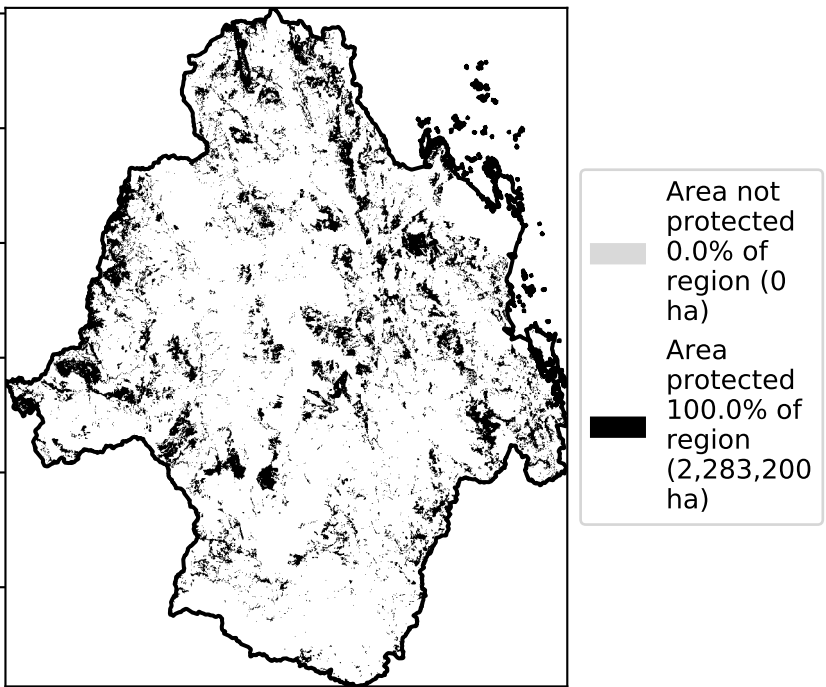 Area not
protected
0.0% of
region (0
ha)
Area
protected
100.0% of
region
(2,283,200
ha)